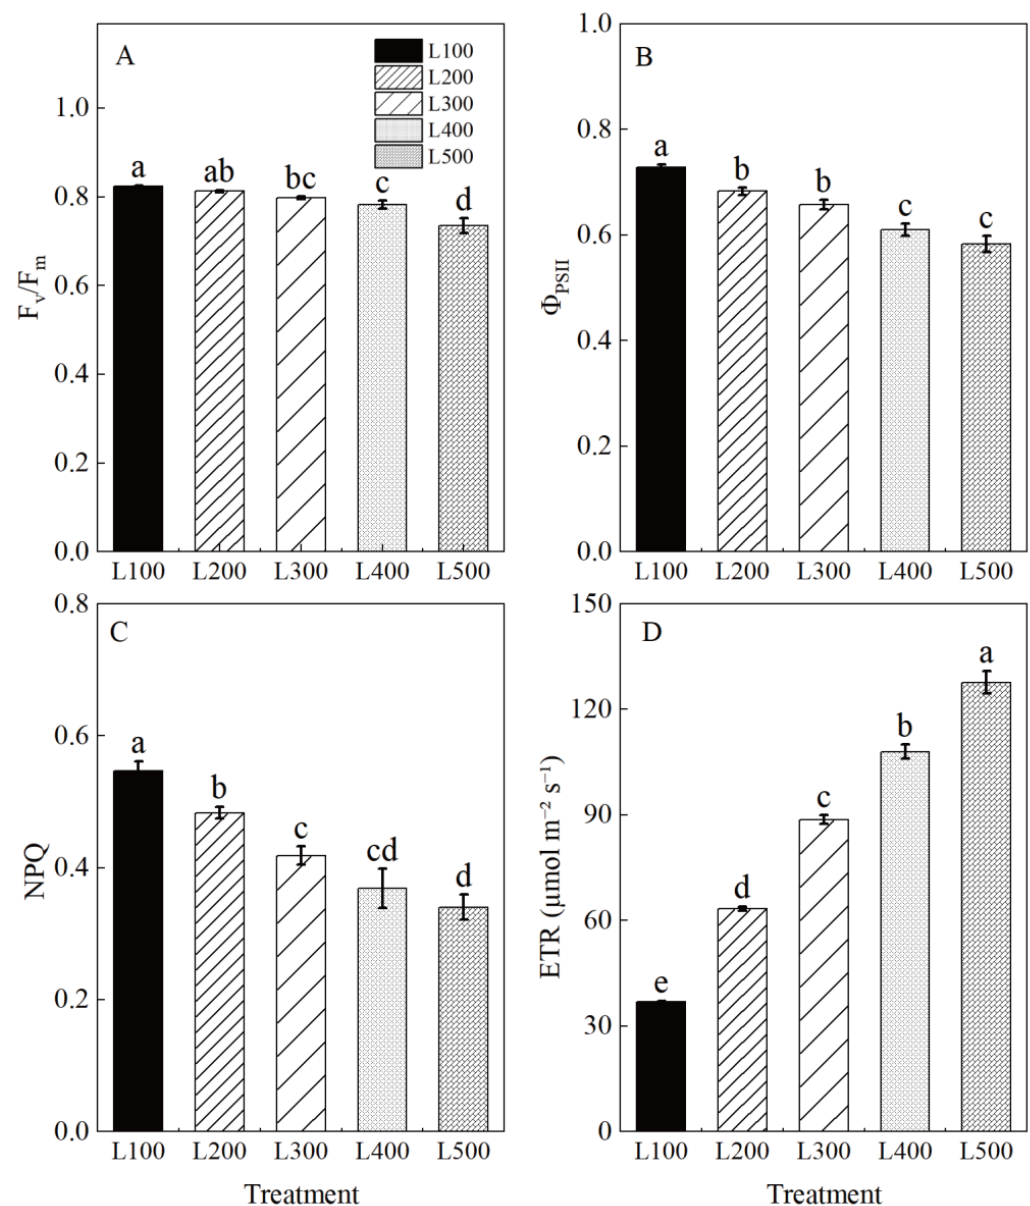 A
L100
L200
L300
L400
L500
1.0
0.8
0.6
0.4
0.2
0.0
Fv/Fm
a
ab
bc
c
d
L100 L200 L300 L400 L500
B
1.0
0.8
0.6
0.4
0.2
0.0
ΦPSII
a
b
b
c
c
L100 L200 L300 L400 L500
C
0.8
0.6
0.4
0.2
0.0
NPQ
a
b
c
cd
d
L100 L200 L300 L400 L500
Treatment
D
150
120
90
60
30
0
ETR (μmol m⁻² s⁻¹)
e
d
c
b
a
L100 L200 L300 L400 L500
Treatment